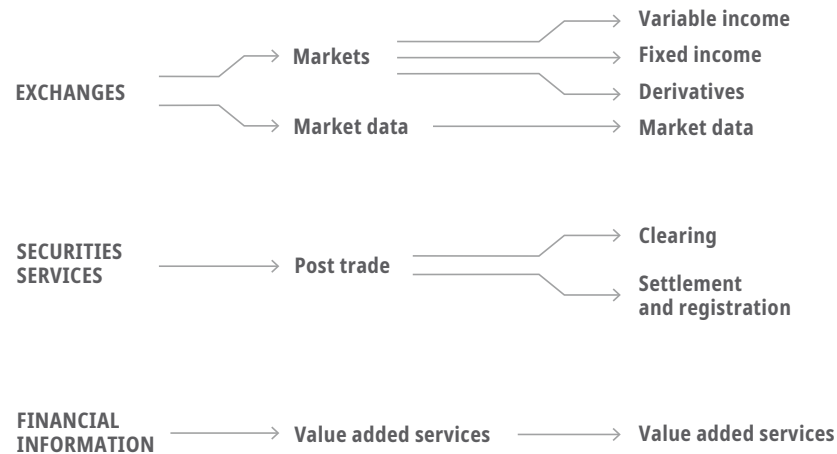 EXCHANGES
Markets
Variable income
Fixed income
Derivatives
Market data
Market data
SECURITIES
SERVICES
Post trade
Clearing
Settlement
and registration
FINANCIAL
INFORMATION
Value added services
Value added services